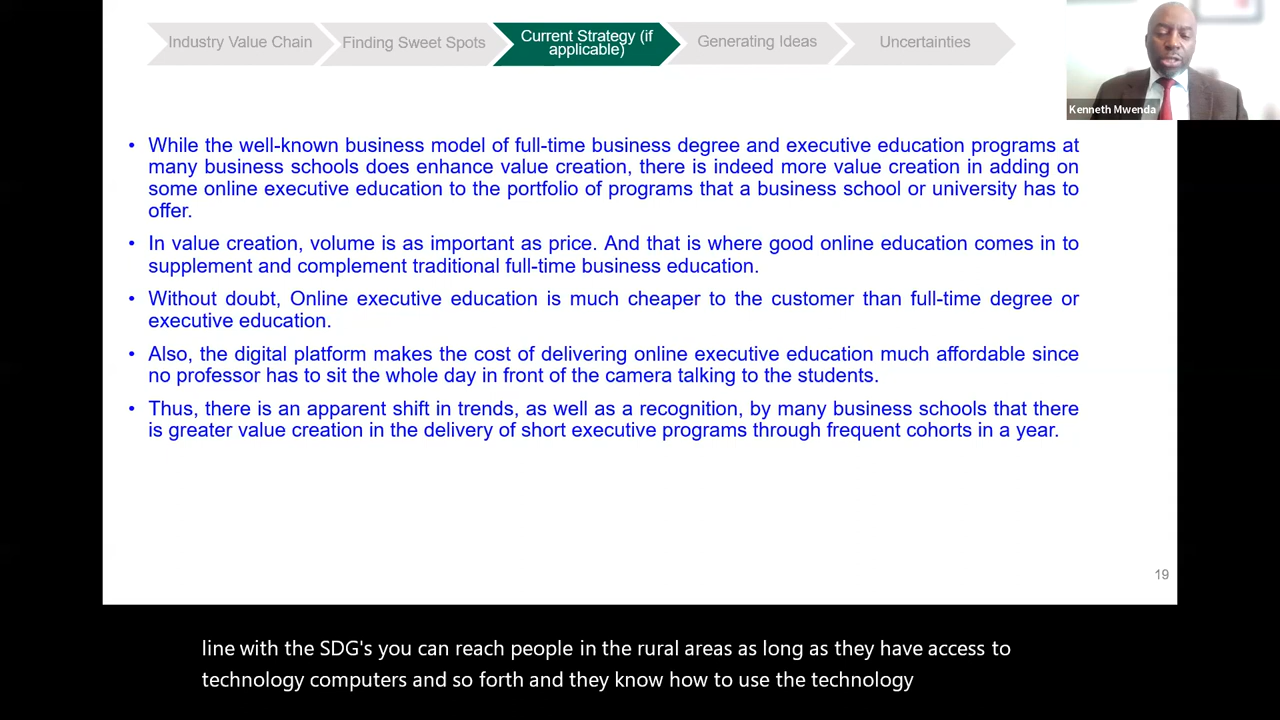 Industry Value Chain
Finding Sweet Spots
Current Strategy (if
applicable)
Generating Ideas
Uncertainties
Kenneth Mwenda
• While the well-known business model of full-time business degree and executive education programs at
many business schools does enhance value creation, there is indeed more value creation in adding on
some online executive education to the portfolio of programs that a business school or university has to
offer.
• In value creation, volume is as important as price. And that is where good online education comes in to
supplement and complement traditional full-time business education.
• Without doubt, Online executive education is much cheaper to the customer than full-time degree or
executive education.
• Also, the digital platform makes the cost of delivering online executive education much affordable since
no professor has to sit the whole day in front of the camera talking to the students.
• Thus, there is an apparent shift in trends, as well as a recognition, by many business schools that there
is greater value creation in the delivery of short executive programs through frequent cohorts in a year.
19
line with the SDG's you can reach people in the rural areas as long as they have access to
technology computers and so forth and they know how to use the technology